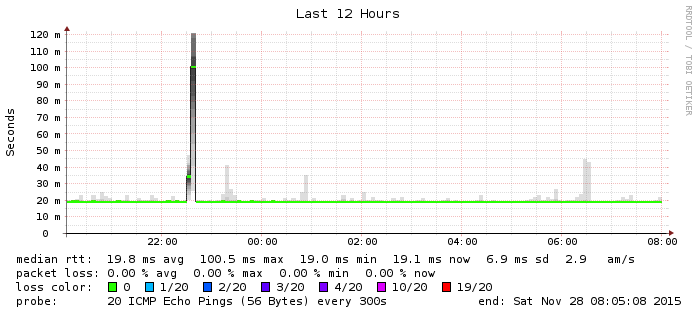 Last 12 Hours
RRDTOOL / TOBI OETIKER
Seconds
120 m
110 m
100 m
90 m
80 m
70 m
60 m
50 m
40 m
30 m
20 m
10 m
0
22:00 00:00 02:00 04:00 06:00 08:00
median rtt: 19.8 ms avg 100.5 ms max 19.0 ms min 19.1 ms now 6.9 ms sd 2.9 am/s
packet loss: 0.00 % avg 0.00 % max 0.00 % min 0.00 % now
loss color: 0 1/20 2/20 3/20 4/20 10/20 19/20
probe: 20 ICMP Echo Pings (56 Bytes) every 300s end: Sat Nov 28 08:05:08 2015